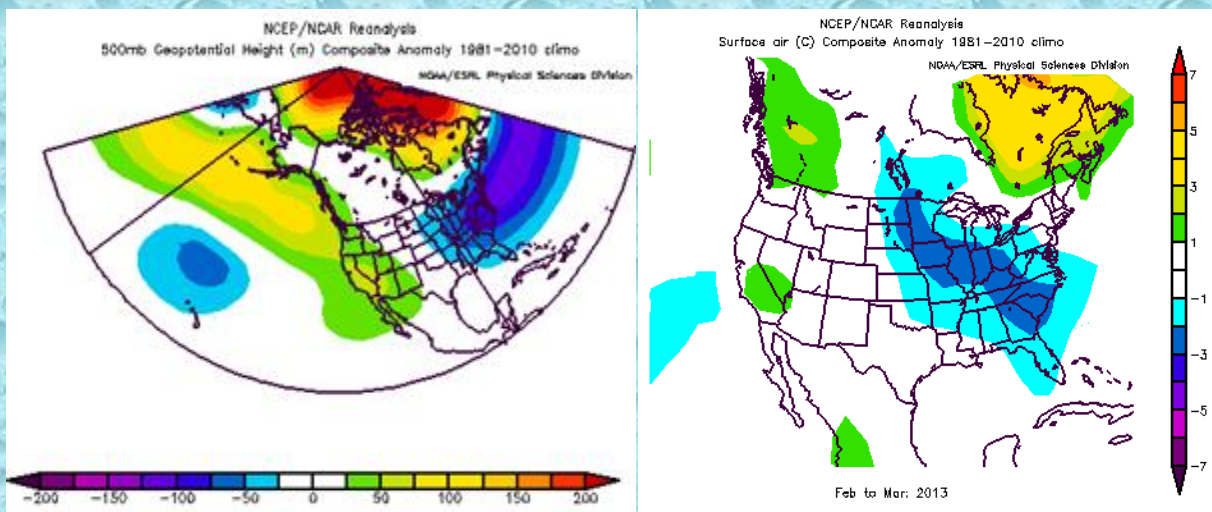 NCEP/NCAR Reanalysis
500mb Geopotential Height (m) Composite Anomaly 1981-2010 climo
NOAA/ESRL Physical Sciences Division
-200 -150 -100 -50 0 50 100 150 200
NCEP/NCAR Reanalysis
Surface air (C) Composite Anomaly 1981-2010 climo
NOAA/ESRL Physical Sciences Division
7
5
3
1
-1
-3
-5
-7
Feb to Mar: 2013